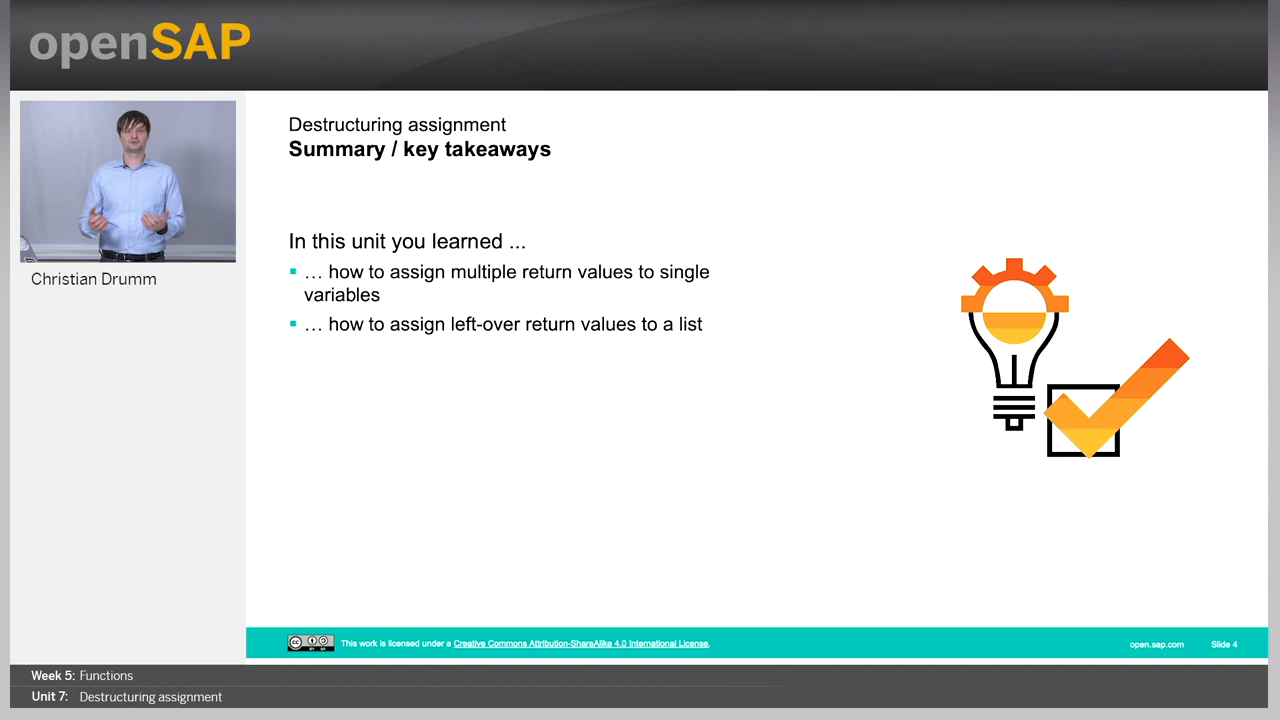 openSAP
Christian Drumm
Destructuring assignment
Summary / key takeaways
In this unit you learned ...
… how to assign multiple return values to single
variables
… how to assign left-over return values to a list
This work is licensed under a Creative Commons Attribution-ShareAlike 4.0 International License.
open.sap.com
Slide 4
Week 5: Functions
Unit 7: Destructuring assignment